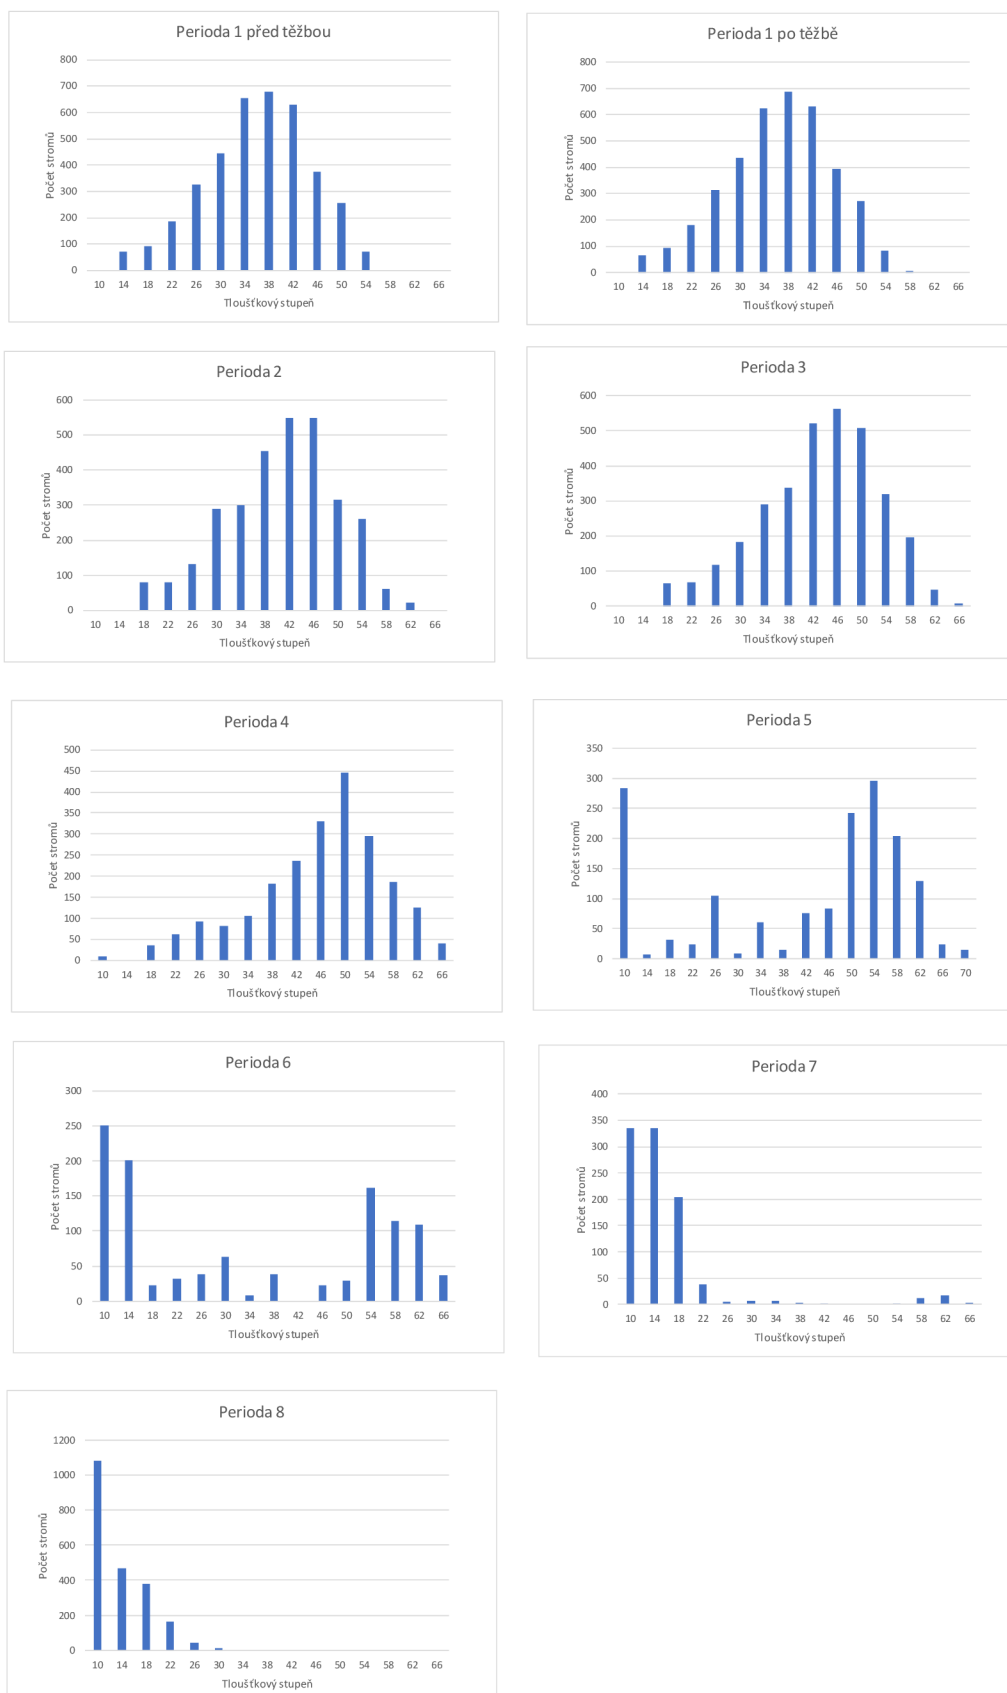 Perioda 1 před těžbou
800
700
600
500
400
300
200
100
0
Počet stromů
10 14 18 22 26 30 34 38 42 46 50 54 58 62 66
Tloušťkový stupeň
Perioda 1 po těžbě
800
700
600
500
400
300
200
100
0
Počet stromů
10 14 18 22 26 30 34 38 42 46 50 54 58 62 66
Tloušťkový stupeň
Perioda 2
600
500
400
300
200
100
0
Počet stromů
10 14 18 22 26 30 34 38 42 46 50 54 58 62 66
Tloušťkový stupeň
Perioda 3
600
500
400
300
200
100
0
Počet stromů
10 14 18 22 26 30 34 38 42 46 50 54 58 62 66
Tloušťkový stupeň
Perioda 4
500
450
400
350
300
250
200
150
100
50
0
Počet stromů
10 14 18 22 26 30 34 38 42 46 50 54 58 62 66
Tloušťkový stupeň
Perioda 5
350
300
250
200
150
100
50
0
Počet stromů
10 14 18 22 26 30 34 38 42 46 50 54 58 62 66 70
Tloušťkový stupeň
Perioda 6
300
250
200
150
100
50
0
Počet stromů
10 14 18 22 26 30 34 38 42 46 50 54 58 62 66
Tloušťkový stupeň
Perioda 7
400
350
300
250
200
150
100
50
0
Počet stromů
10 14 18 22 26 30 34 38 42 46 50 54 58 62 66
Tloušťkový stupeň
Perioda 8
1200
1000
800
600
400
200
0
Počet stromů
10 14 18 22 26 30 34 38 42 46 50 54 58 62 66
Tloušťkový stupeň